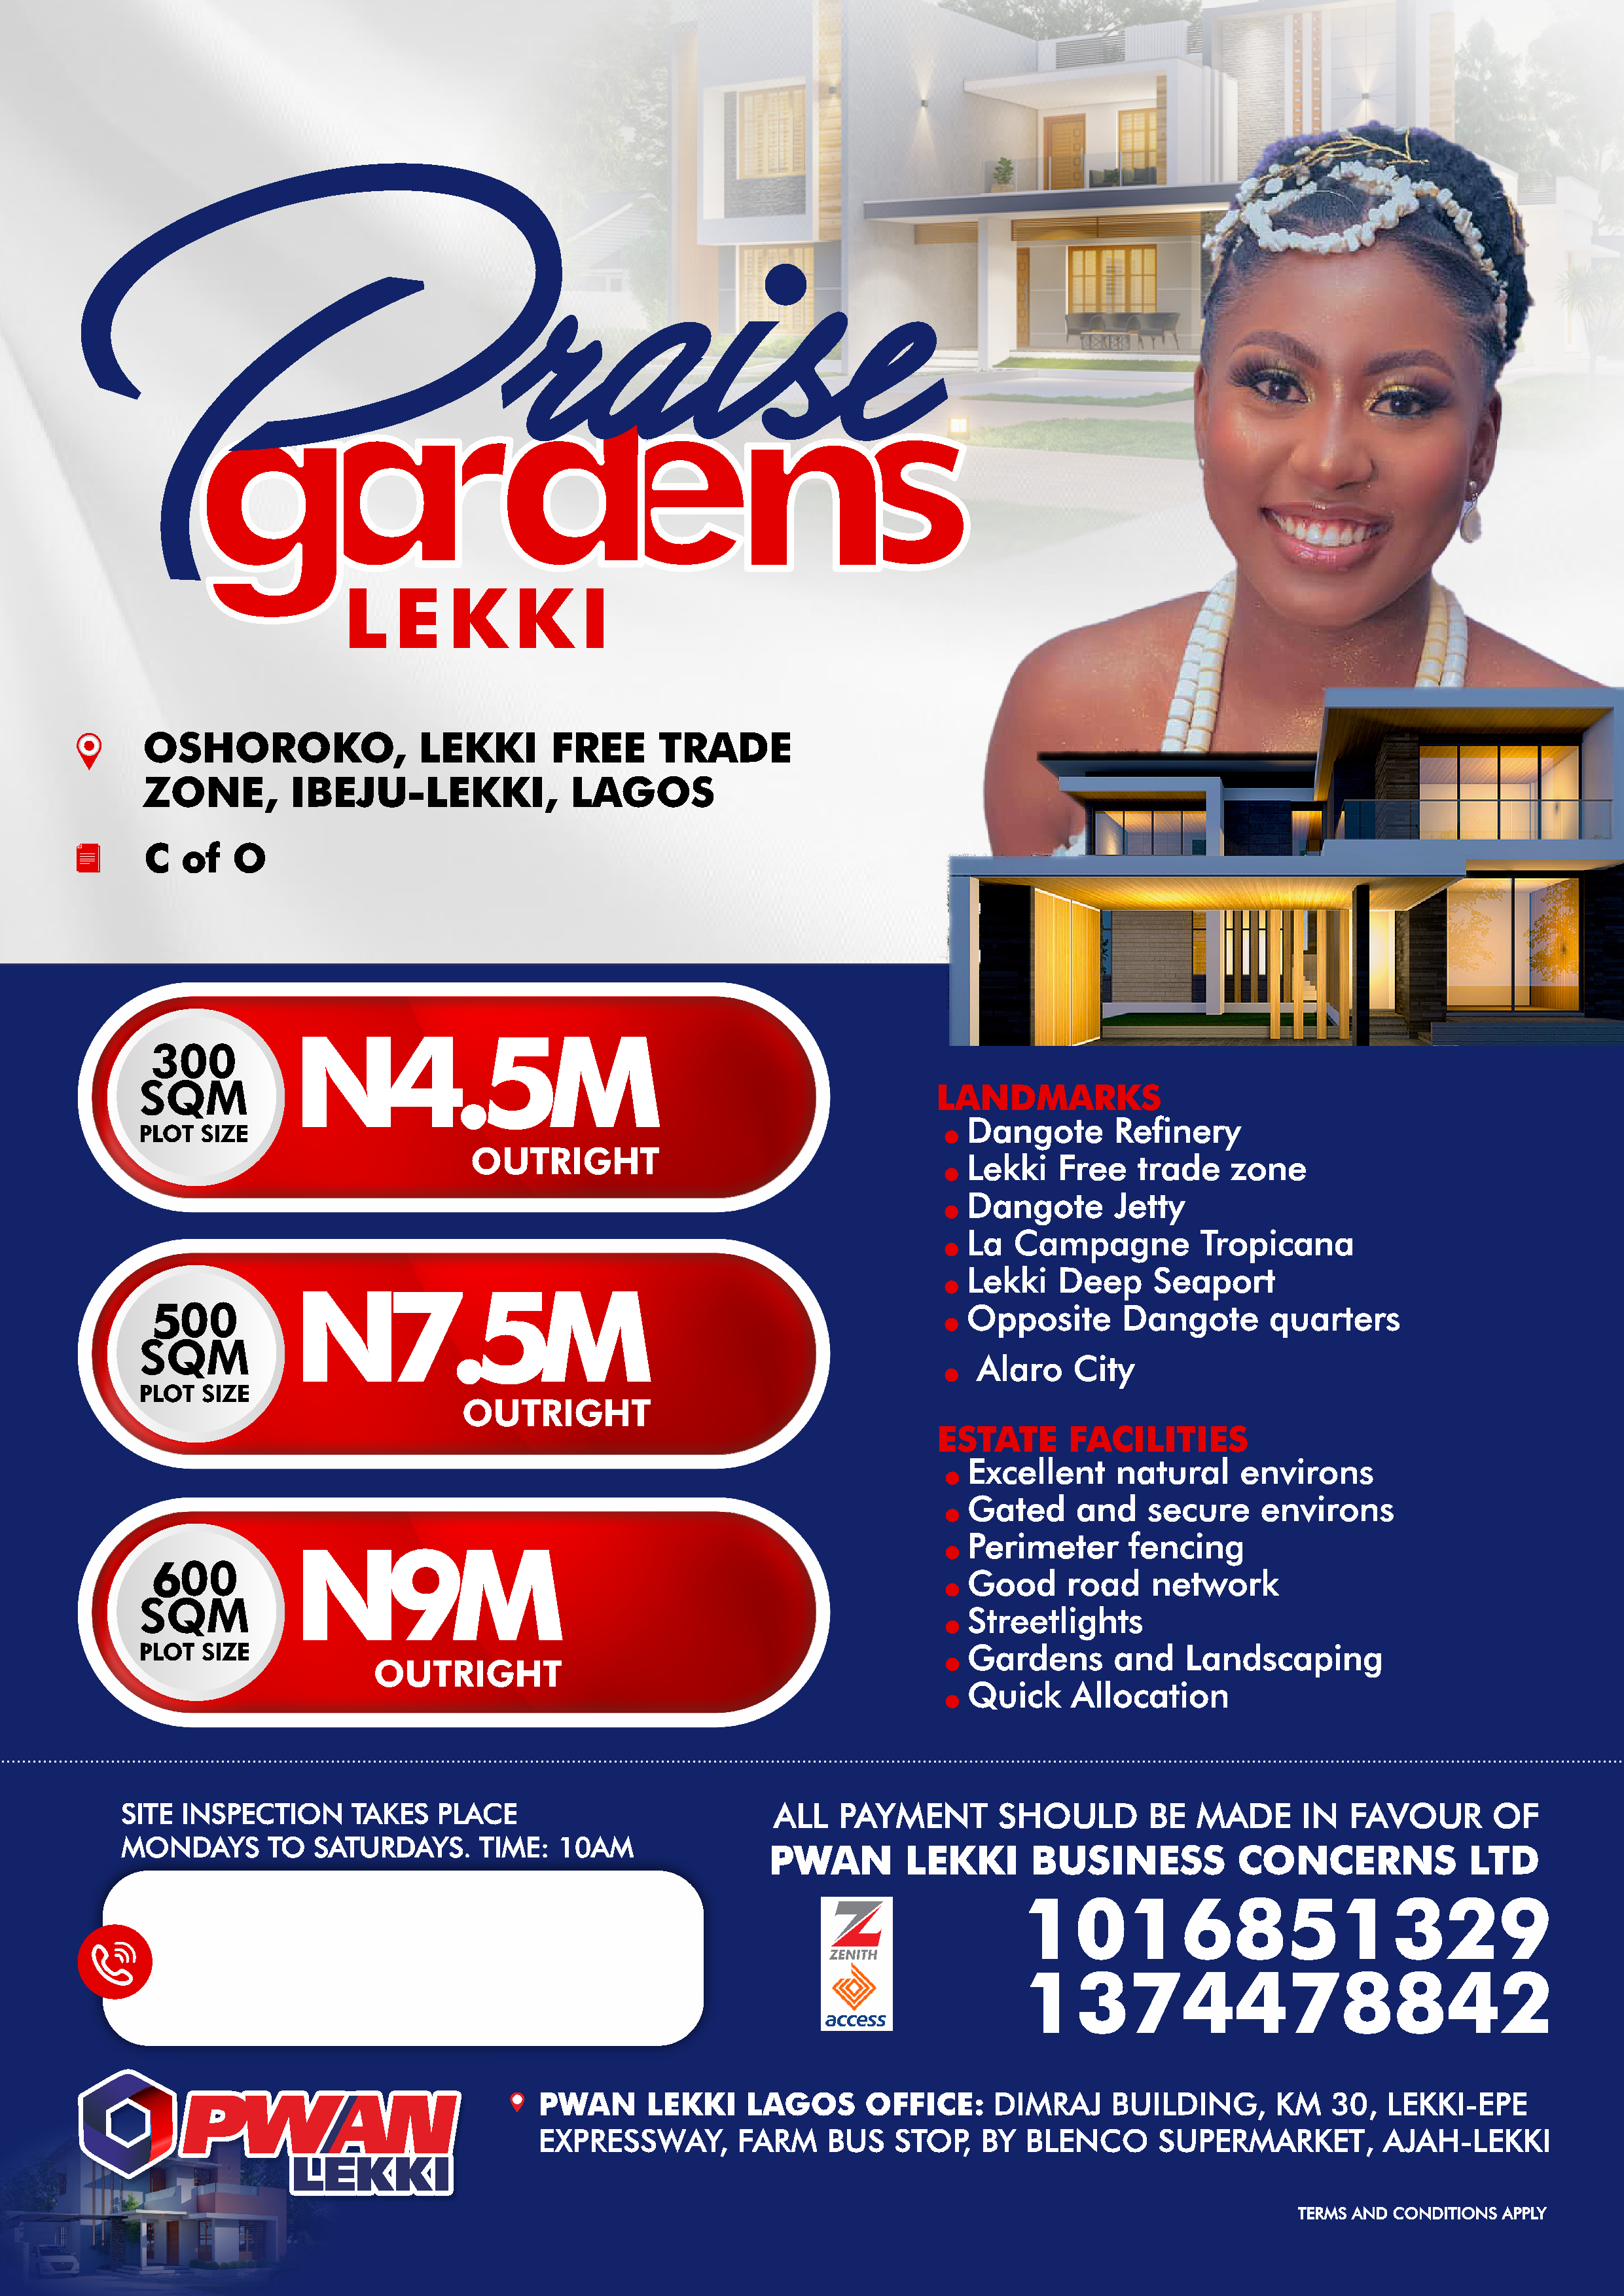 Praise
gardens
LEKKI
OSHOROKO, LEKKI FREE TRADE
ZONE, IBEJU-LEKKI, LAGOS
C of O
300
SQM
PLOT SIZE
N4.5M
OUTRIGHT
500
SQM
PLOT SIZE
N7.5M
OUTRIGHT
600
SQM
PLOT SIZE
N9M
OUTRIGHT
LANDMARKS
Dangote Refinery
Lekki Free trade zone
Dangote Jetty
La Campagne Tropicana
Lekki Deep Seaport
Opposite Dangote quarters
Alaro City
ESTATE FACILITIES
Excellent natural environs
Gated and secure environs
Perimeter fencing
Good road network
Streetlights
Gardens and Landscaping
Quick Allocation
SITE INSPECTION TAKES PLACE
MONDAYS TO SATURDAYS. TIME: 10AM
ALL PAYMENT SHOULD BE MADE IN FAVOUR OF
PWAN LEKKI BUSINESS CONCERNS LTD
ZENITH
1016851329
access
1374478842
PWAN
LEKKI
PWAN LEKKI LAGOS OFFICE: DIMRAJ BUILDING, KM 30, LEKKI-EPE
EXPRESSWAY, FARM BUS STOP, BY BLENCO SUPERMARKET, AJAH-LEKKI
TERMS AND CONDITIONS APPLY